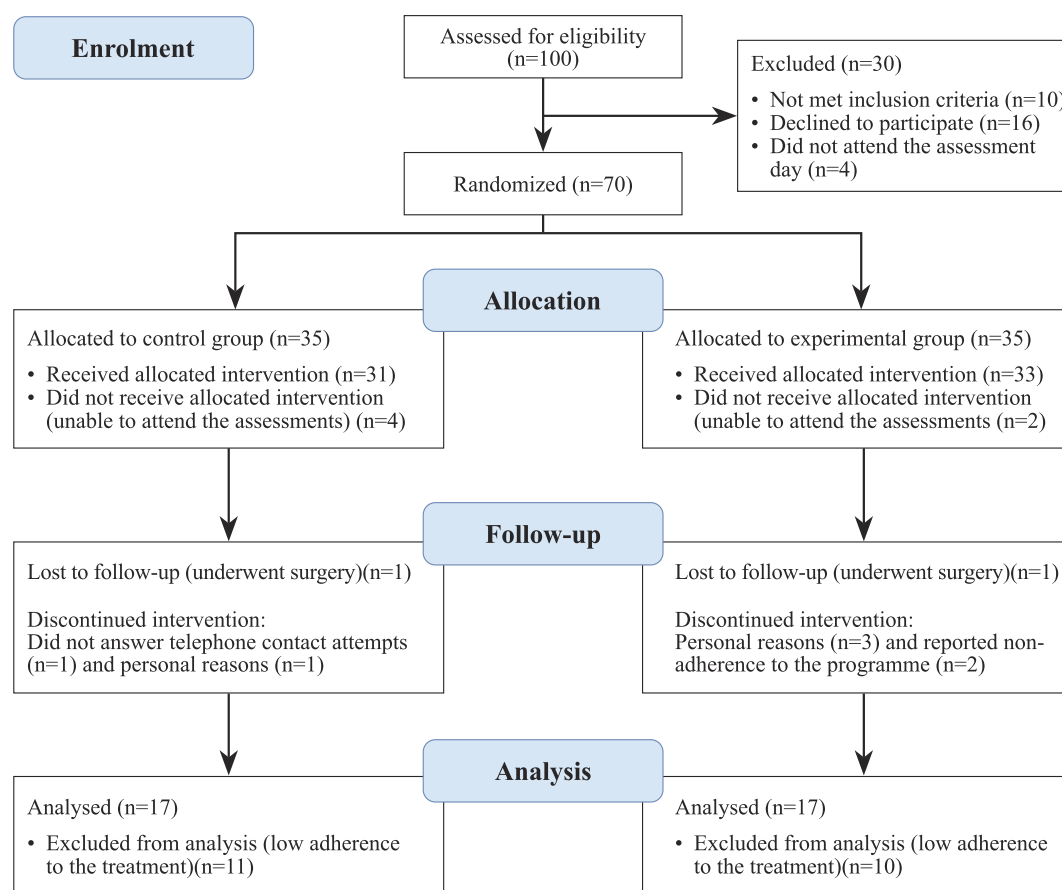 Enrolment
Assessed for eligibility
(n=100)
Excluded (n=30)
• Not met inclusion criteria (n=10)
• Declined to participate (n=16)
• Did not attend the assessment
day (n=4)
Randomized (n=70)
Allocation
Allocated to control group (n=35)
• Received allocated intervention (n=31)
• Did not receive allocated intervention
(unable to attend the assessments) (n=4)
Allocated to experimental group (n=35)
• Received allocated intervention (n=33)
• Did not receive allocated intervention
(unable to attend the assessments (n=2)
Follow-up
Lost to follow-up (underwent surgery)(n=1)
Discontinued intervention:
Did not answer telephone contact attempts
(n=1) and personal reasons (n=1)
Lost to follow-up (underwent surgery)(n=1)
Discontinued intervention:
Personal reasons (n=3) and reported non-
adherence to the programme (n=2)
Analysis
Analysed (n=17)
• Excluded from analysis (low adherence
to the treatment)(n=11)
Analysed (n=17)
• Excluded from analysis (low adherence
to the treatment)(n=10)